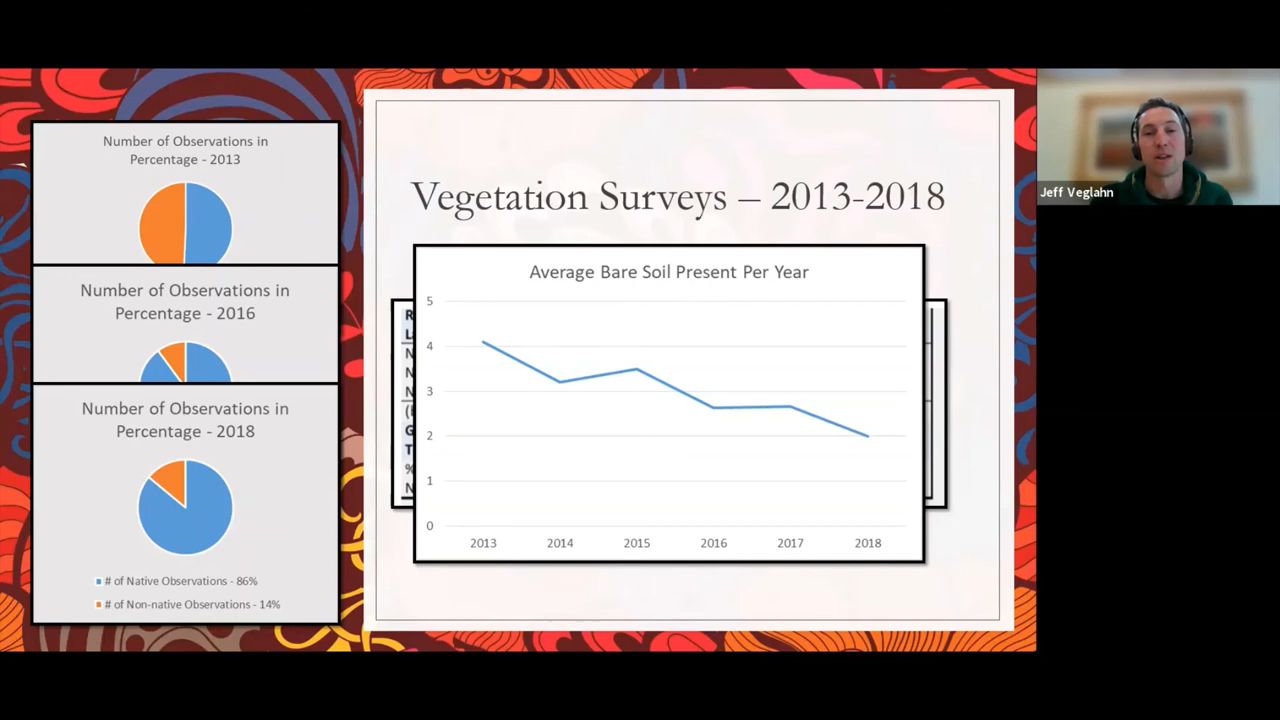 Number of Observations in
Percentage - 2013
Number of Observations in
Percentage - 2016
Number of Observations in
Percentage - 2018
# of Native Observations - 86%
# of Non-native Observations - 14%
Vegetation Surveys – 2013-2018
Average Bare Soil Present Per Year
5
4
3
2
1
0
2013 2014 2015 2016 2017 2018
Jeff Veglahn